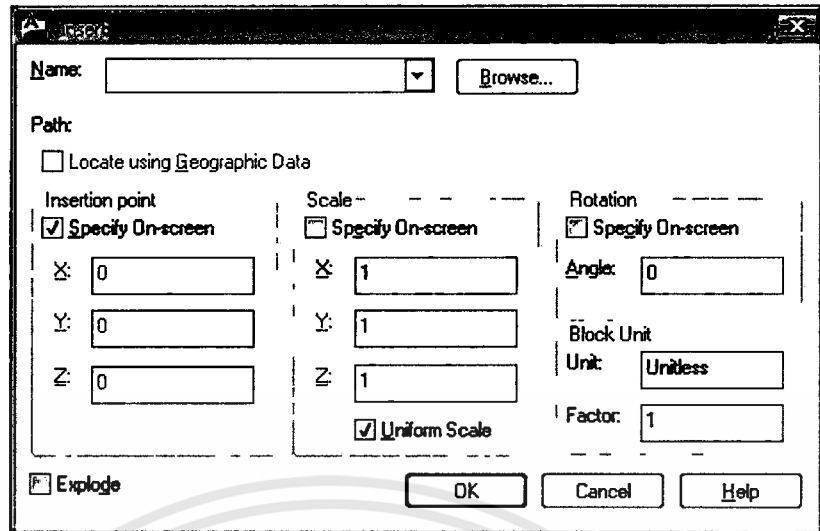 Insert
Name:
Browse...
Path:
Locate using Geographic Data
Insertion point
Specify On-screen
X: 0
Y: 0
Z: 0
Scale
Specify On-screen
X: 1
Y: 1
Z: 1
Uniform Scale
Rotation
Specify On-screen
Angle: 0
Block Unit
Unit: Unitless
Factor: 1
Explode
OK
Cancel
Help